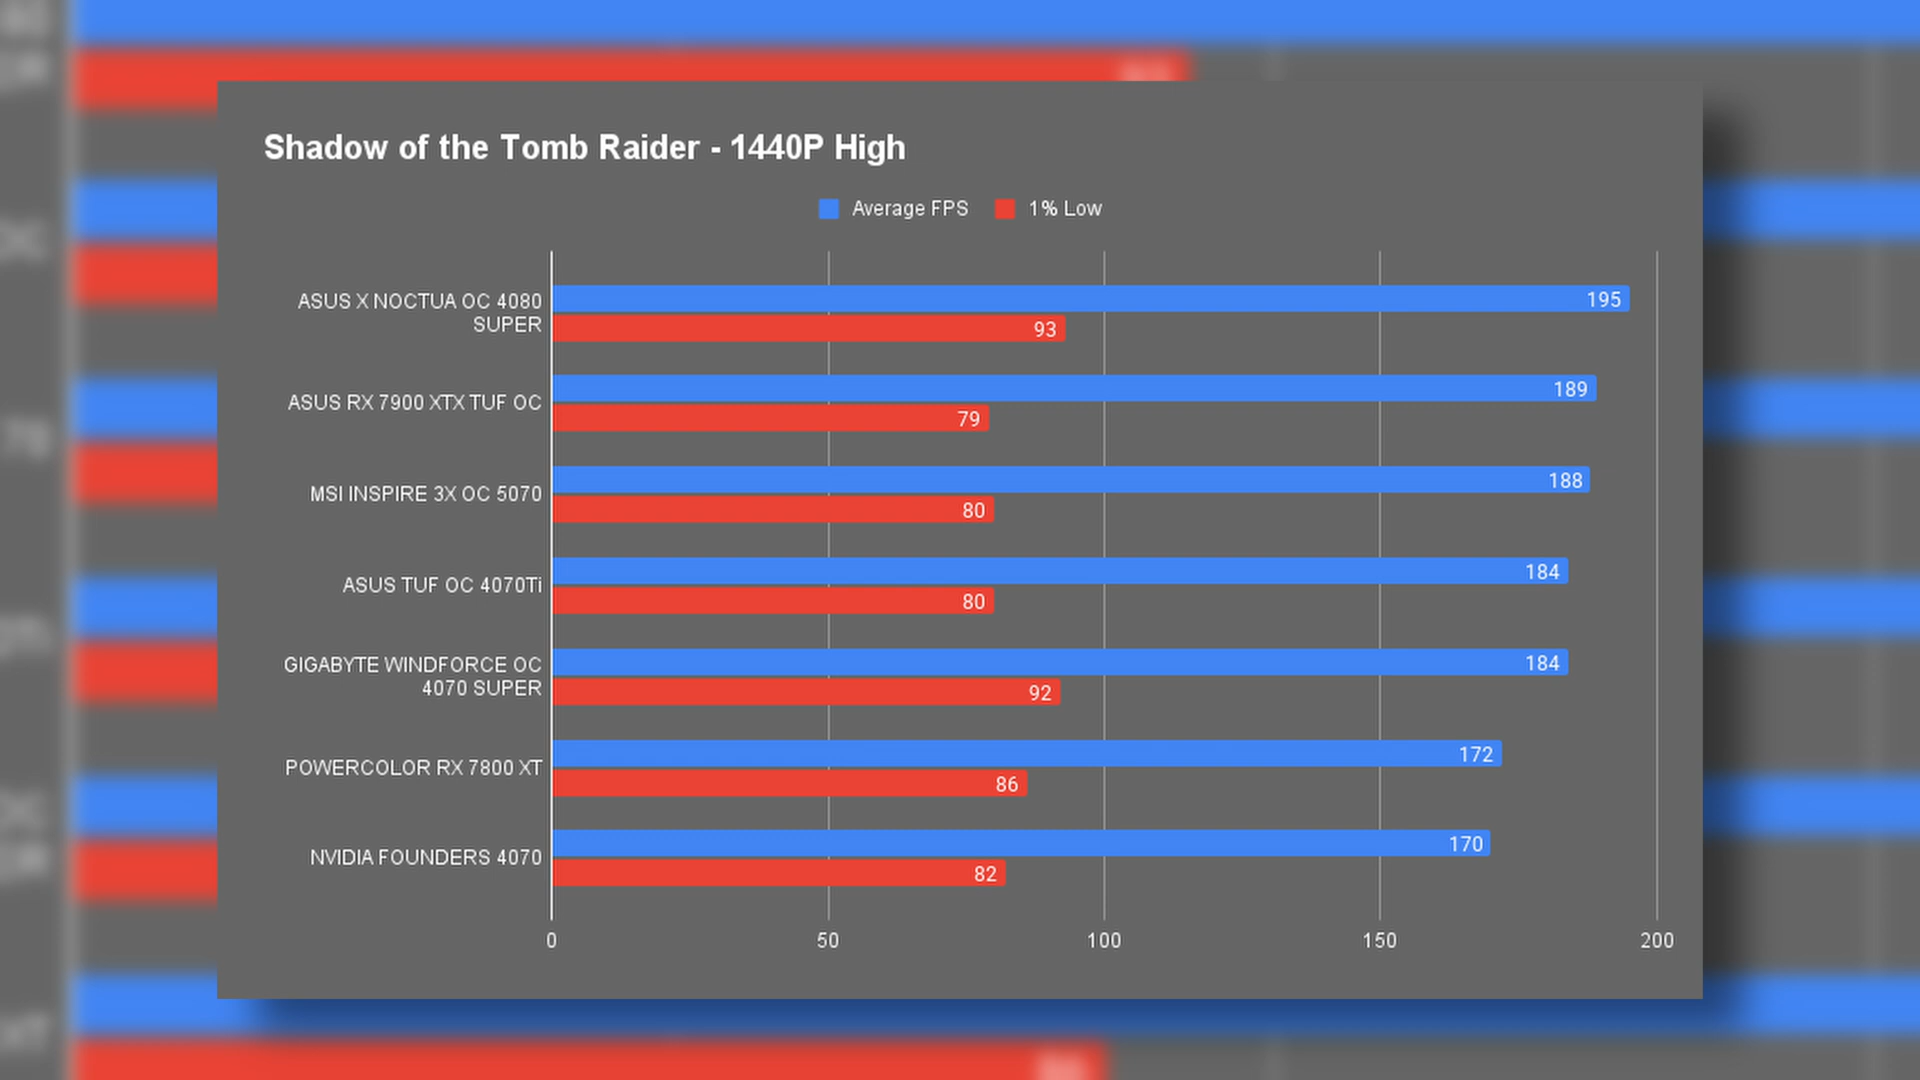 Shadow of the Tomb Raider - 1440P High
Average FPS
1% Low
ASUS X NOCTUA OC 4080
SUPER
195
93
ASUS RX 7900 XTX TUF OC
189
79
MSI INSPIRE 3X OC 5070
188
80
ASUS TUF OC 4070Ti
184
80
GIGABYTE WINDFORCE OC
4070 SUPER
184
92
POWERCOLOR RX 7800 XT
172
86
NVIDIA FOUNDERS 4070
170
82
0
50
100
150
200